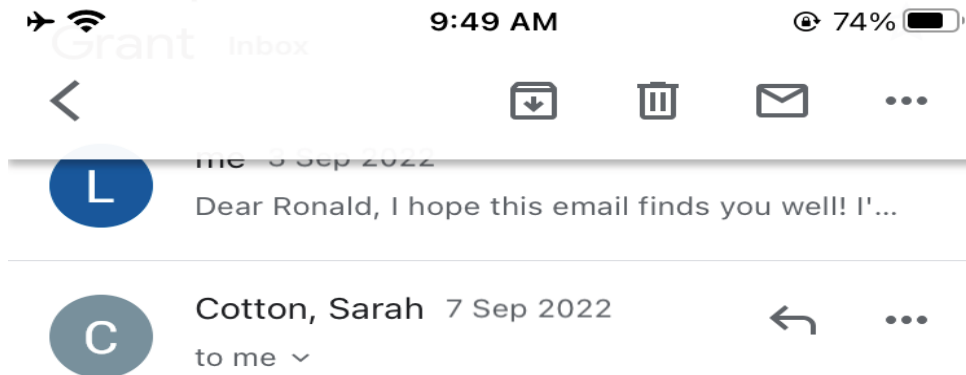 9:49 AM 74%
Grant Inbox
L me 3 Sep 2022
Dear Ronald, I hope this email finds you well! I'...
Cotton, Sarah 7 Sep 2022
C
to me